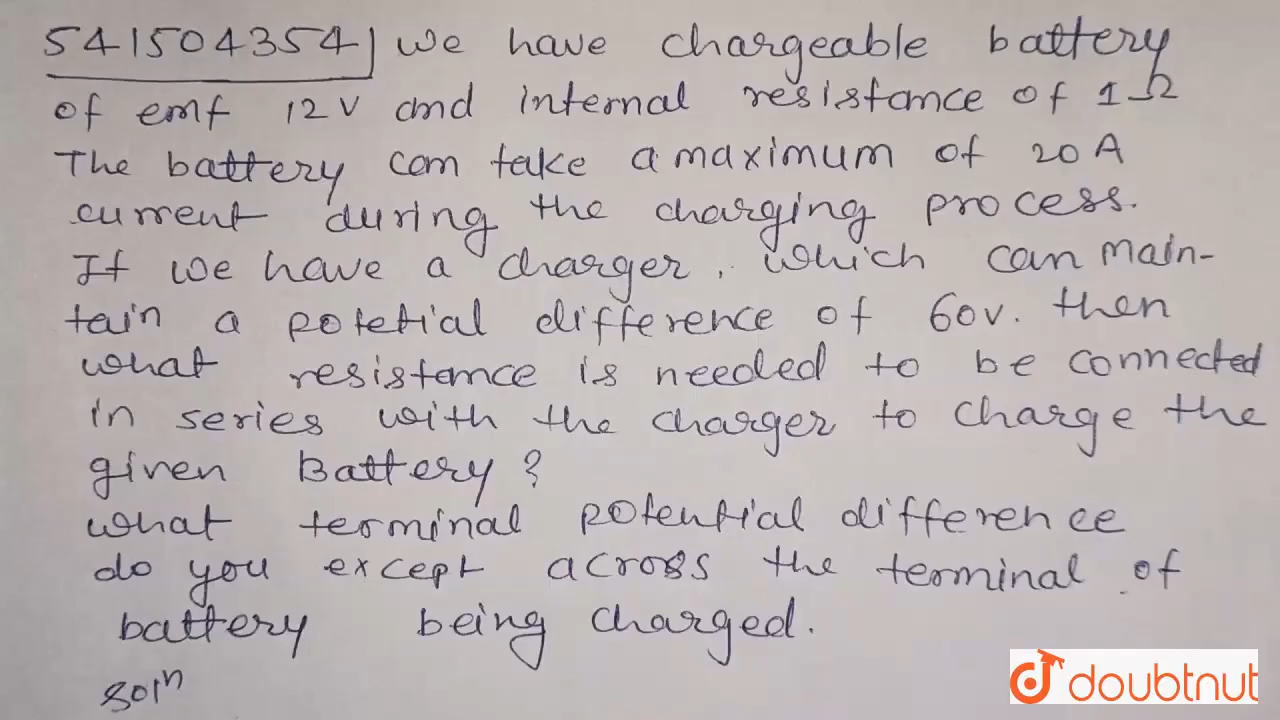 541504354 We have chargeable battery
of emf 12V and internal resistance of 1Ω
The battery can take a maximum of 20 A
current during the charging process.
If we have a charger, which can main-
tain a potetial difference of 60v. then
what resistance is needed to be connected
in series with the charger to charge the
given Battery?
what terminal potential difference
do you except across the terminal of
battery being charged.
Solⁿ
doubtnut